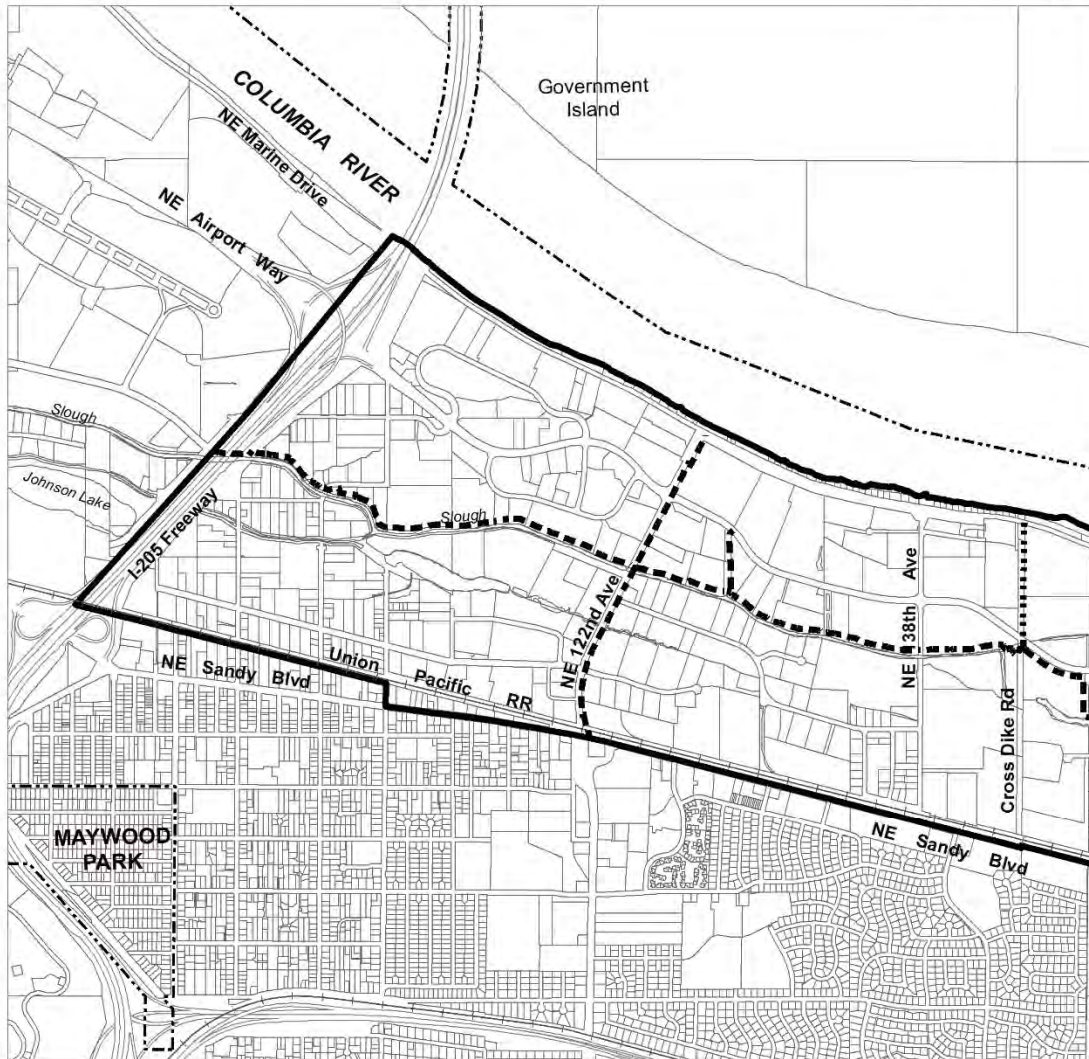 Government
Island
COLUMBIA RIVER
NE Marine Drive
NE Airport Way
Slough
Johnson Lake
I-205 Freeway
Slough
NE 122nd Ave
NE 138th Ave
Cross Dike Rd
NE Sandy Blvd
Union Pacific RR
MAYWOOD
PARK
NE Sandy Blvd